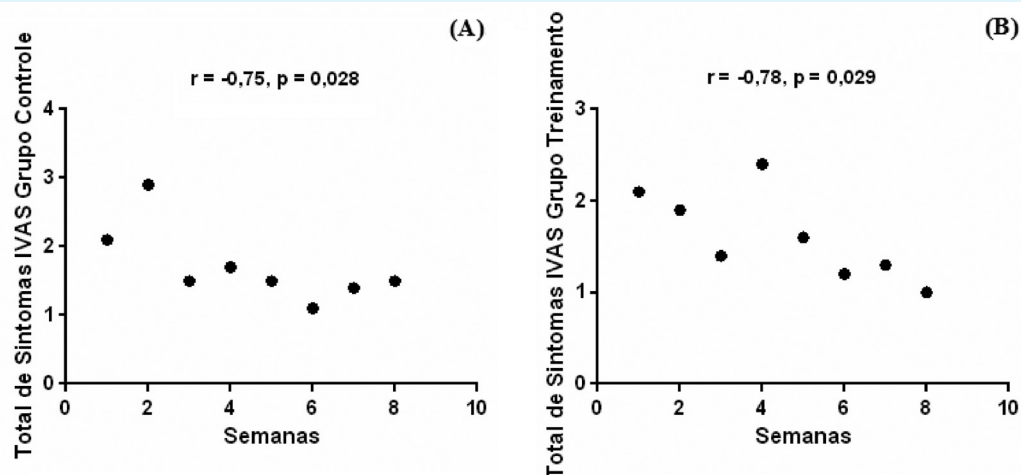 (A)
r = -0,75, p = 0,028
Total de Sintomas IVAS Grupo Controle
4
3
2
1
0
0 2 4 6 8 10
Semanas
(B)
r = -0,78, p = 0,029
Total de Sintomas IVAS Grupo Treinamento
3
2
1
0
0 2 4 6 8 10
Semanas